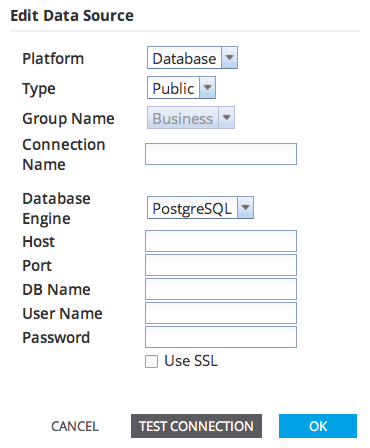 Edit Data Source
Platform Database
Type Public
Group Name Business
Connection
Name
Database
Engine PostgreSQL
Host
Port
DB Name
User Name
Password
Use SSL
CANCEL TEST CONNECTION OK